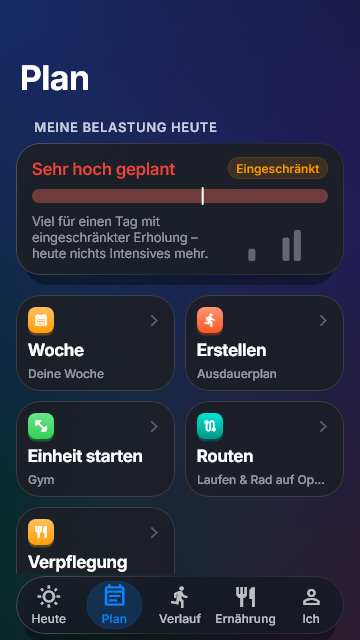 Plan
MEINE BELASTUNG HEUTE
Sehr hoch geplant
Eingeschränkt
Viel für einen Tag mit
eingeschränkter Erholung –
heute nichts Intensives mehr.
Woche
Deine Woche
Erstellen
Ausdauerplan
Einheit starten
Gym
Routen
Laufen & Rad auf Op...
Verpflegung
Heute
Plan
Verlauf
Ernährung
Ich